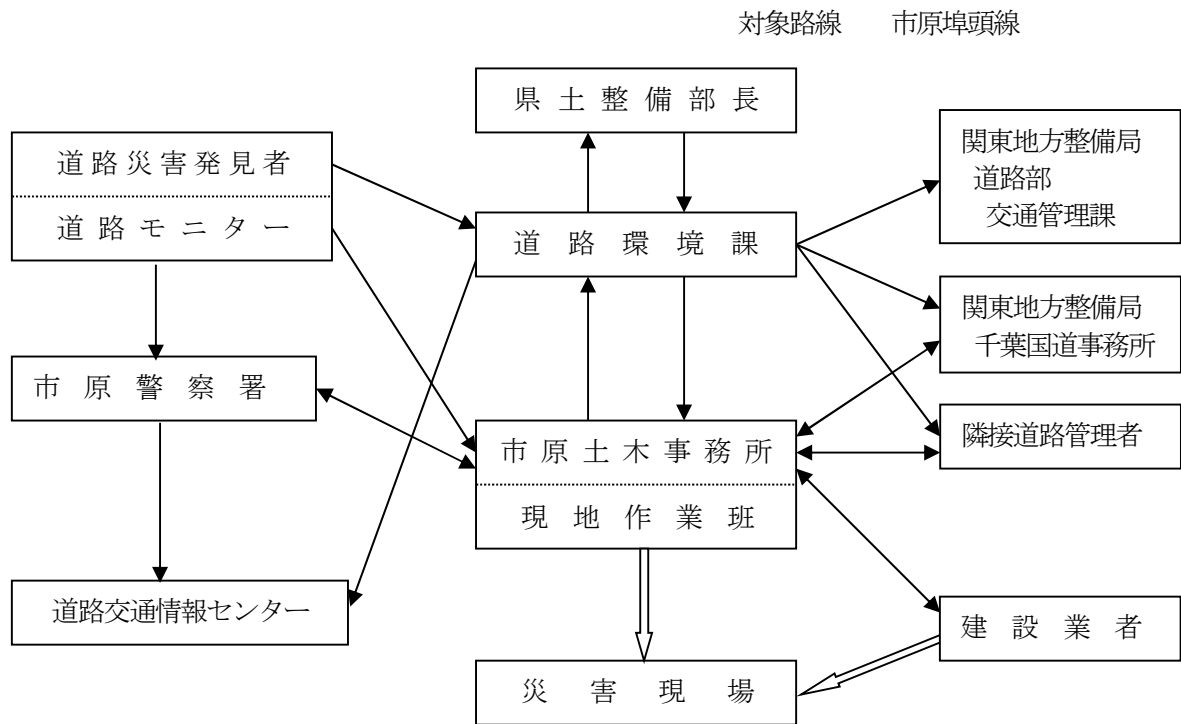 対象路線　　市原埠頭線
県土整備部長
道路災害発見者
道路モニター
関東地方整備局
道路部
交通管理課
道路環境課
関東地方整備局
千葉国道事務所
市原警察署
市原土木事務所
現地作業班
隣接道路管理者
道路交通情報センター
建設業者
災害現場